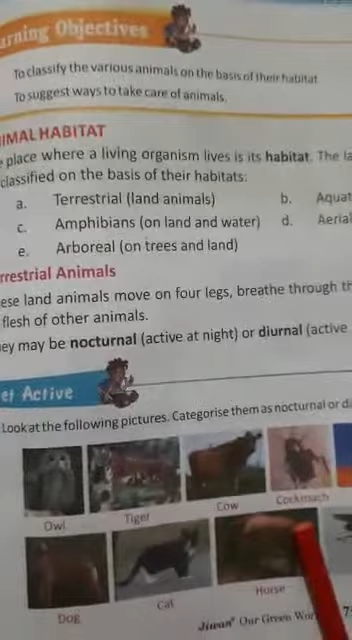 rning Objectives
To classify the various animals on the basis of their habitat
To suggest ways to take care of animals.
IMAL HABITAT
place where a living organism lives is its habitat. The la
classified on the basis of their habitats:
a. Terrestrial (land animals) b. Aquat
c. Amphibians (on land and water) d. Aerial
e. Arboreal (on trees and land)
rrestrial Animals
ese land animals move on four legs, breathe through th
flesh of other animals.
ey may be nocturnal (active at night) or diurnal (active
et Active
Look at the following pictures. Categorise them as nocturnal or d
Owl Tiger Cow Cockroach
Dog Cat Horse
Jiwan Our Green Wor 7